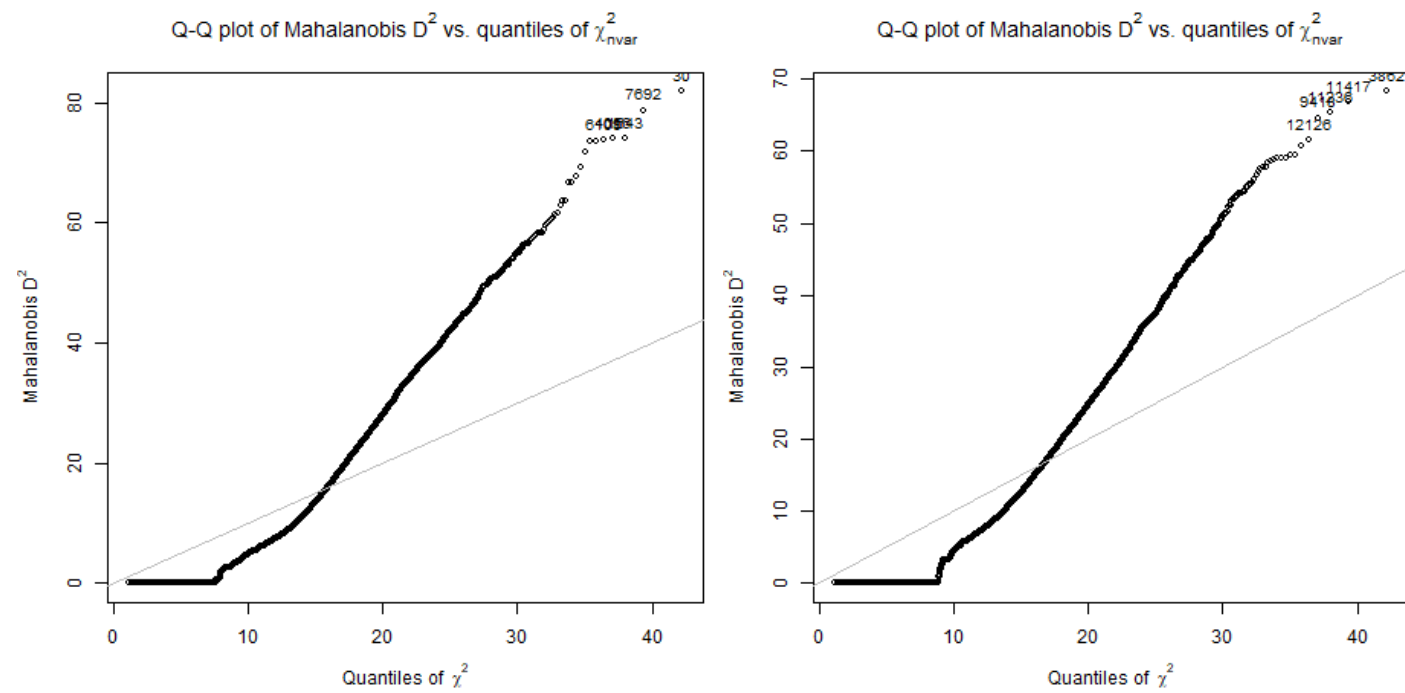 Q-Q plot of Mahalanobis D² vs. quantiles of χ²nvar
Mahalanobis D²
80
60
40
20
0
30
7692
0 10 20 30 40
Quantiles of χ²
Q-Q plot of Mahalanobis D² vs. quantiles of χ²nvar
Mahalanobis D²
70
60
50
40
30
20
10
0
3862
11417
12126
0 10 20 30 40
Quantiles of χ²